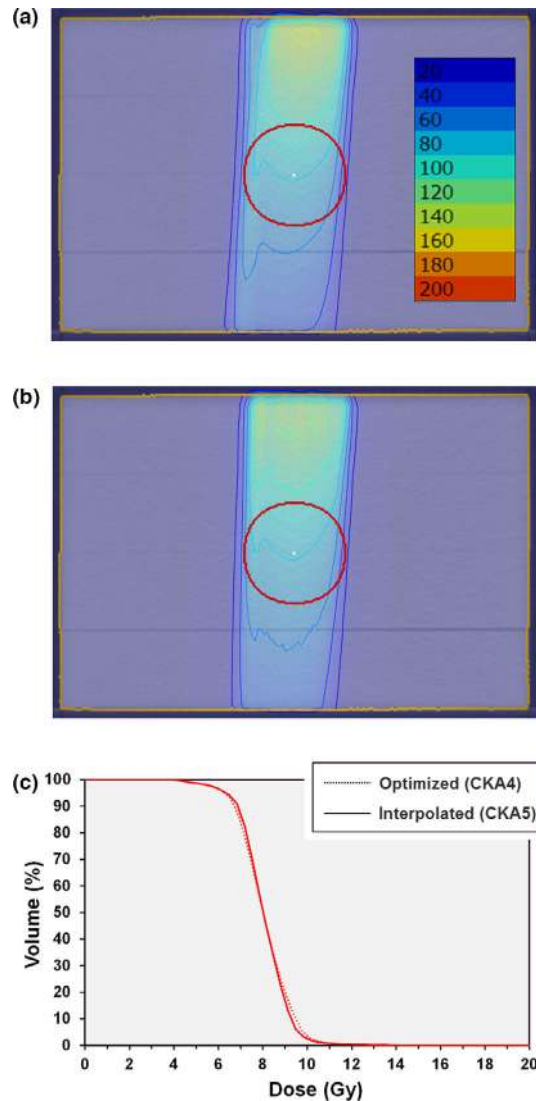 (a)
20
40
60
80
100
120
140
160
180
200
(b)
(c)
Optimized (CKA4)
Interpolated (CKA5)
Volume (%)
100
90
80
70
60
50
40
30
20
10
0
0 2 4 6 8 10 12 14 16 18 20
Dose (Gy)